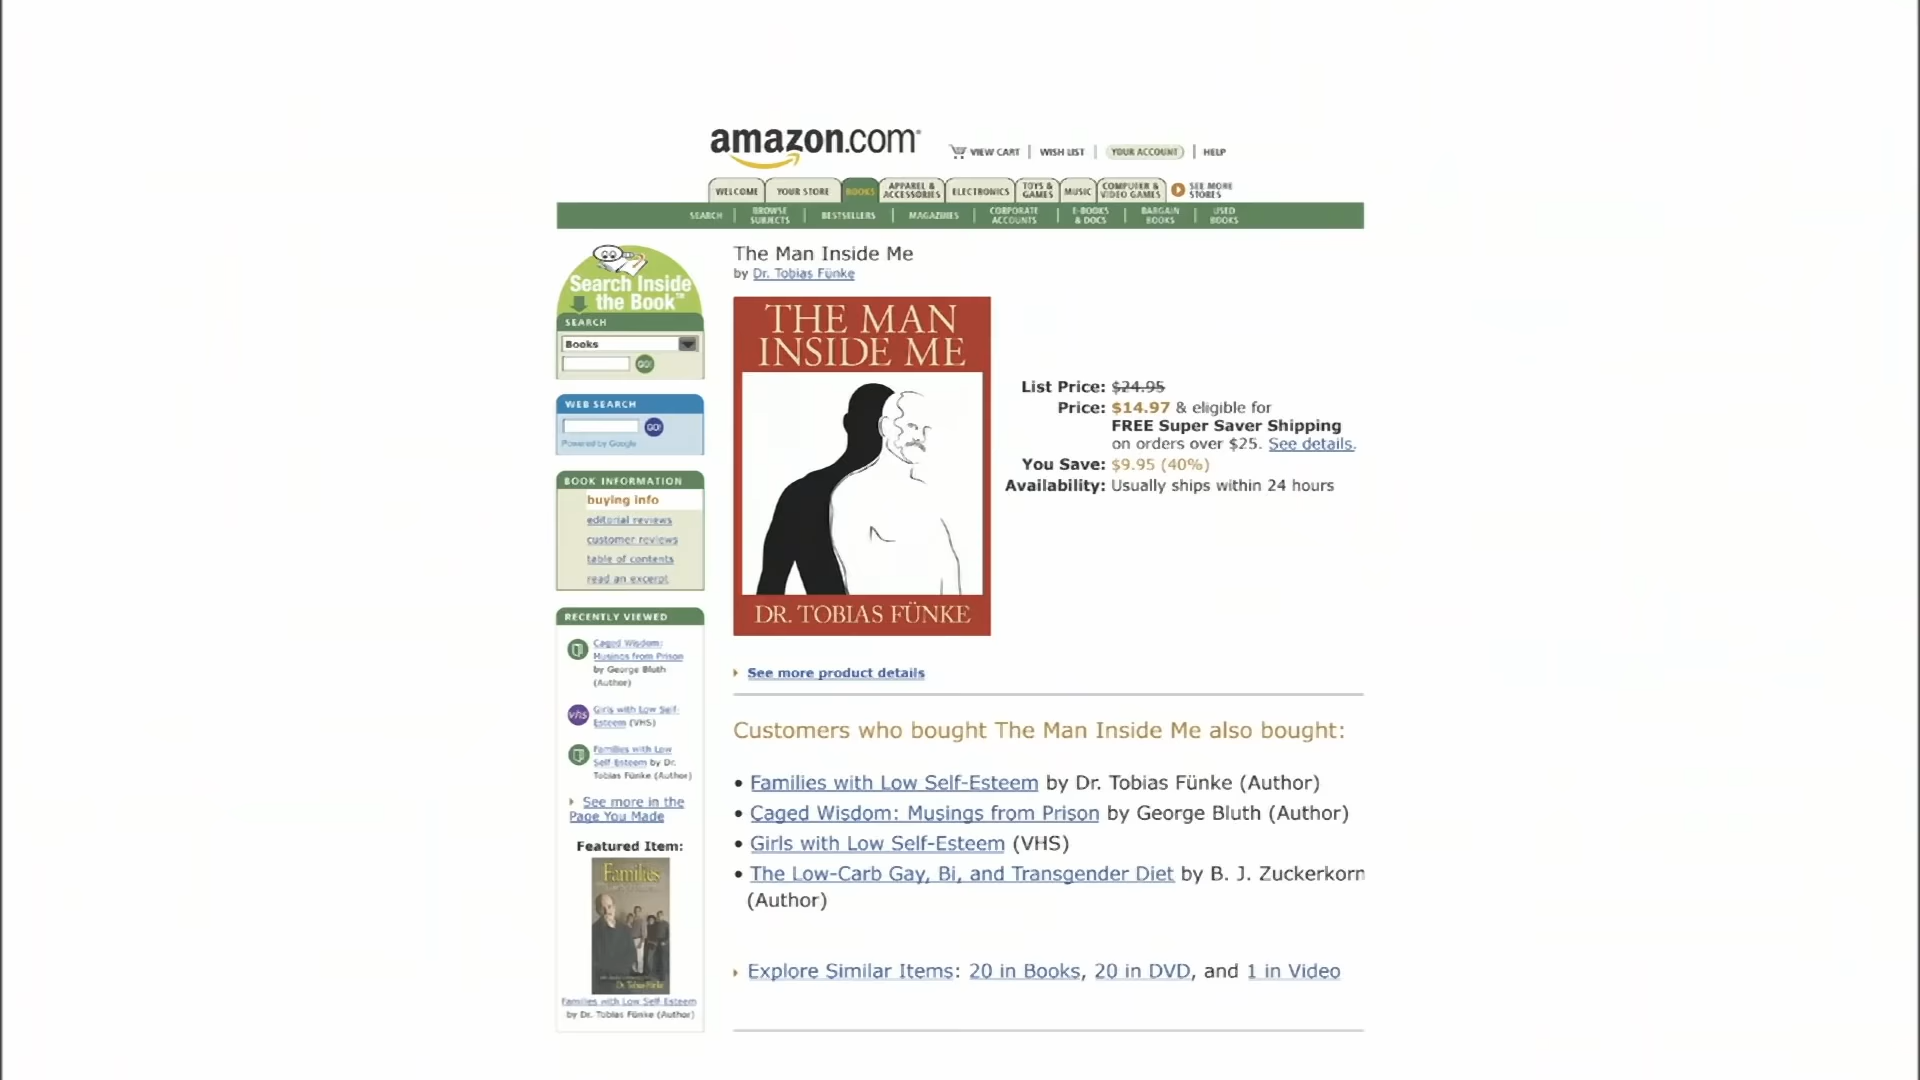 amazon.com
VIEW CART | WISH LIST | YOUR ACCOUNT | HELP
WELCOME
YOUR STORE
BOOKS
APPAREL & ACCESSORIES
ELECTRONICS
TOYS & GAMES
MUSIC
COMPUTER & VIDEO GAMES
SEE MORE STORES
SEARCH | BROWSE SUBJECTS | BESTSELLERS | MAGAZINES | CORPORATE ACCOUNTS | E-BOOKS & DOCS | BARGAIN BOOKS | USED BOOKS
Search Inside
the Book™
SEARCH
Books
GO!
WEB SEARCH
GO!
Powered by Google
BOOK INFORMATION
buying info
editorial reviews
customer reviews
table of contents
read an excerpt
RECENTLY VIEWED
Caged Wisdom:
Musings from Prison
by George Bluth
(Author)
vhs
Girls with Low Self-
Esteem (VHS)
Families with Low
Self-Esteem by Dr.
Tobias Fünke (Author)
See more in the
Page You Made
Featured Item:
Families
Dr. Tobias Fünke
Families with Low Self-Esteem
by Dr. Tobias Fünke (Author)
The Man Inside Me
by Dr. Tobias Fünke
THE MAN
INSIDE ME
DR. TOBIAS FÜNKE
List Price: $24.95
Price: $14.97 & eligible for
FREE Super Saver Shipping
on orders over $25. See details.
You Save: $9.95 (40%)
Availability: Usually ships within 24 hours
See more product details
Customers who bought The Man Inside Me also bought:
• Families with Low Self-Esteem by Dr. Tobias Fünke (Author)
• Caged Wisdom: Musings from Prison by George Bluth (Author)
• Girls with Low Self-Esteem (VHS)
• The Low-Carb Gay, Bi, and Transgender Diet by B. J. Zuckerkorn
(Author)
Explore Similar Items: 20 in Books, 20 in DVD, and 1 in Video